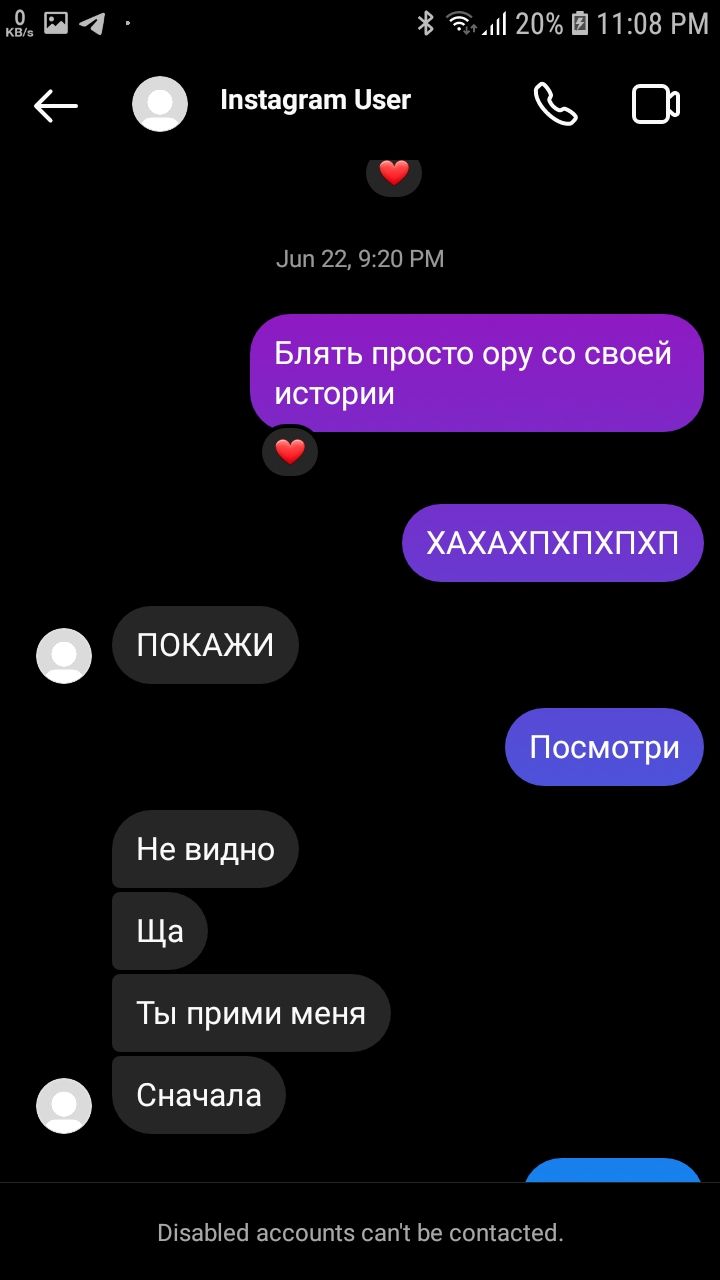 0
KB/s
20%
11:08 PM
Instagram User
Jun 22, 9:20 PM
Блять просто ору со своей
истории
ХАХАХПХПХПХП
ПОКАЖИ
Посмотри
Не видно
Ща
Ты прими меня
Сначала
Disabled accounts can't be contacted.